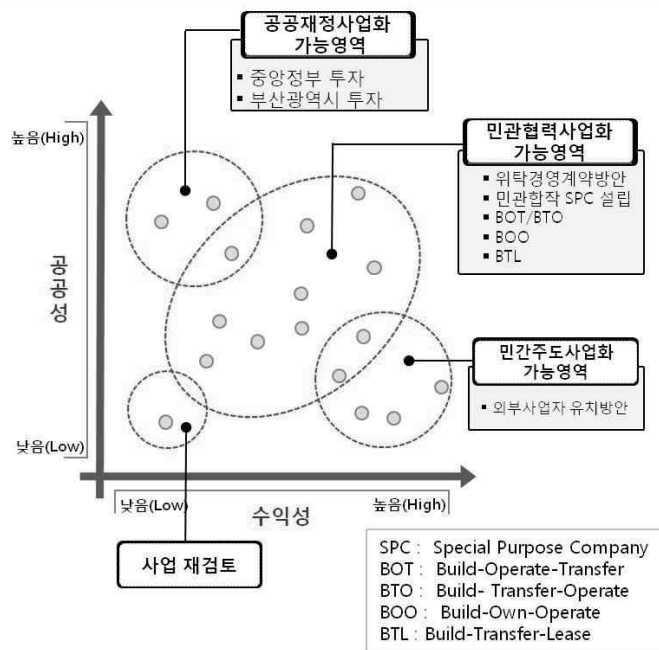 공공재정사업화
가능영역
▪ 중앙정부 투자
▪ 부산광역시 투자
높음(High)
민관협력사업화
가능영역
▪ 위탁경영계약방안
▪ 민관합작 SPC 설립
▪ BOT/BTO
▪ BOO
▪ BTL
공공성
민간주도사업화
가능영역
▪ 외부사업자 유치방안
낮음(Low)
낮음(Low)
수익성
높음(High)
사업 재검토
SPC : Special Purpose Company
BOT : Build-Operate-Transfer
BTO : Build- Transfer-Operate
BOO : Build-Own-Operate
BTL : Build-Transfer-Lease